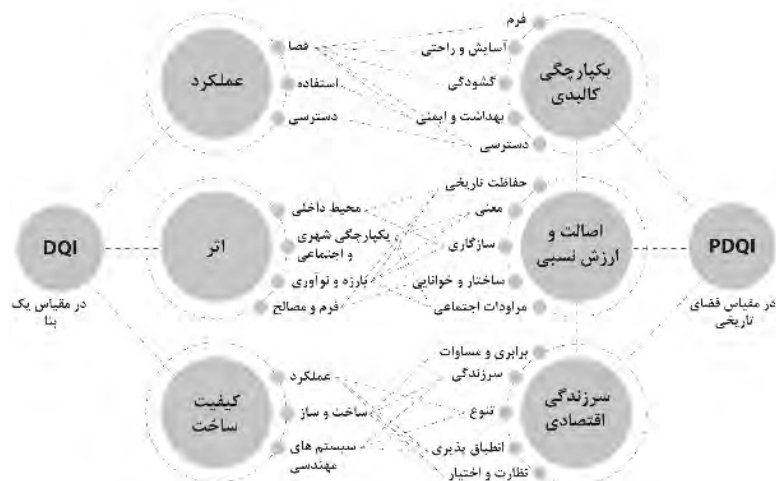 فرم
آسایش و راحتی
گشودگی
بهداشت و ایمنی
دسترسی
یکپارچگی
کالبدی
فضا
استفاده
دسترسی
عملکرد
حفاظت تاریخی
معنی
سازگاری
ساختار و خوانایی
مراودات اجتماعی
اصالت و
ارزش نسبی
محیط داخلی
یکپارچگی شهری
و اجتماعی
بارزه و نوآوری
فرم و مصالح
اثر
PDQI
در مقیاس فضای
تاریخی
DQI
در مقیاس یک
بنا
برابری و مساوات
سرزندگی
تنوع
انطباق پذیری
نظارت و اختیار
سرزندگی
اقتصادی
عملکرد
ساخت و ساز
سیستم های
مهندسی
کیفیت
ساخت